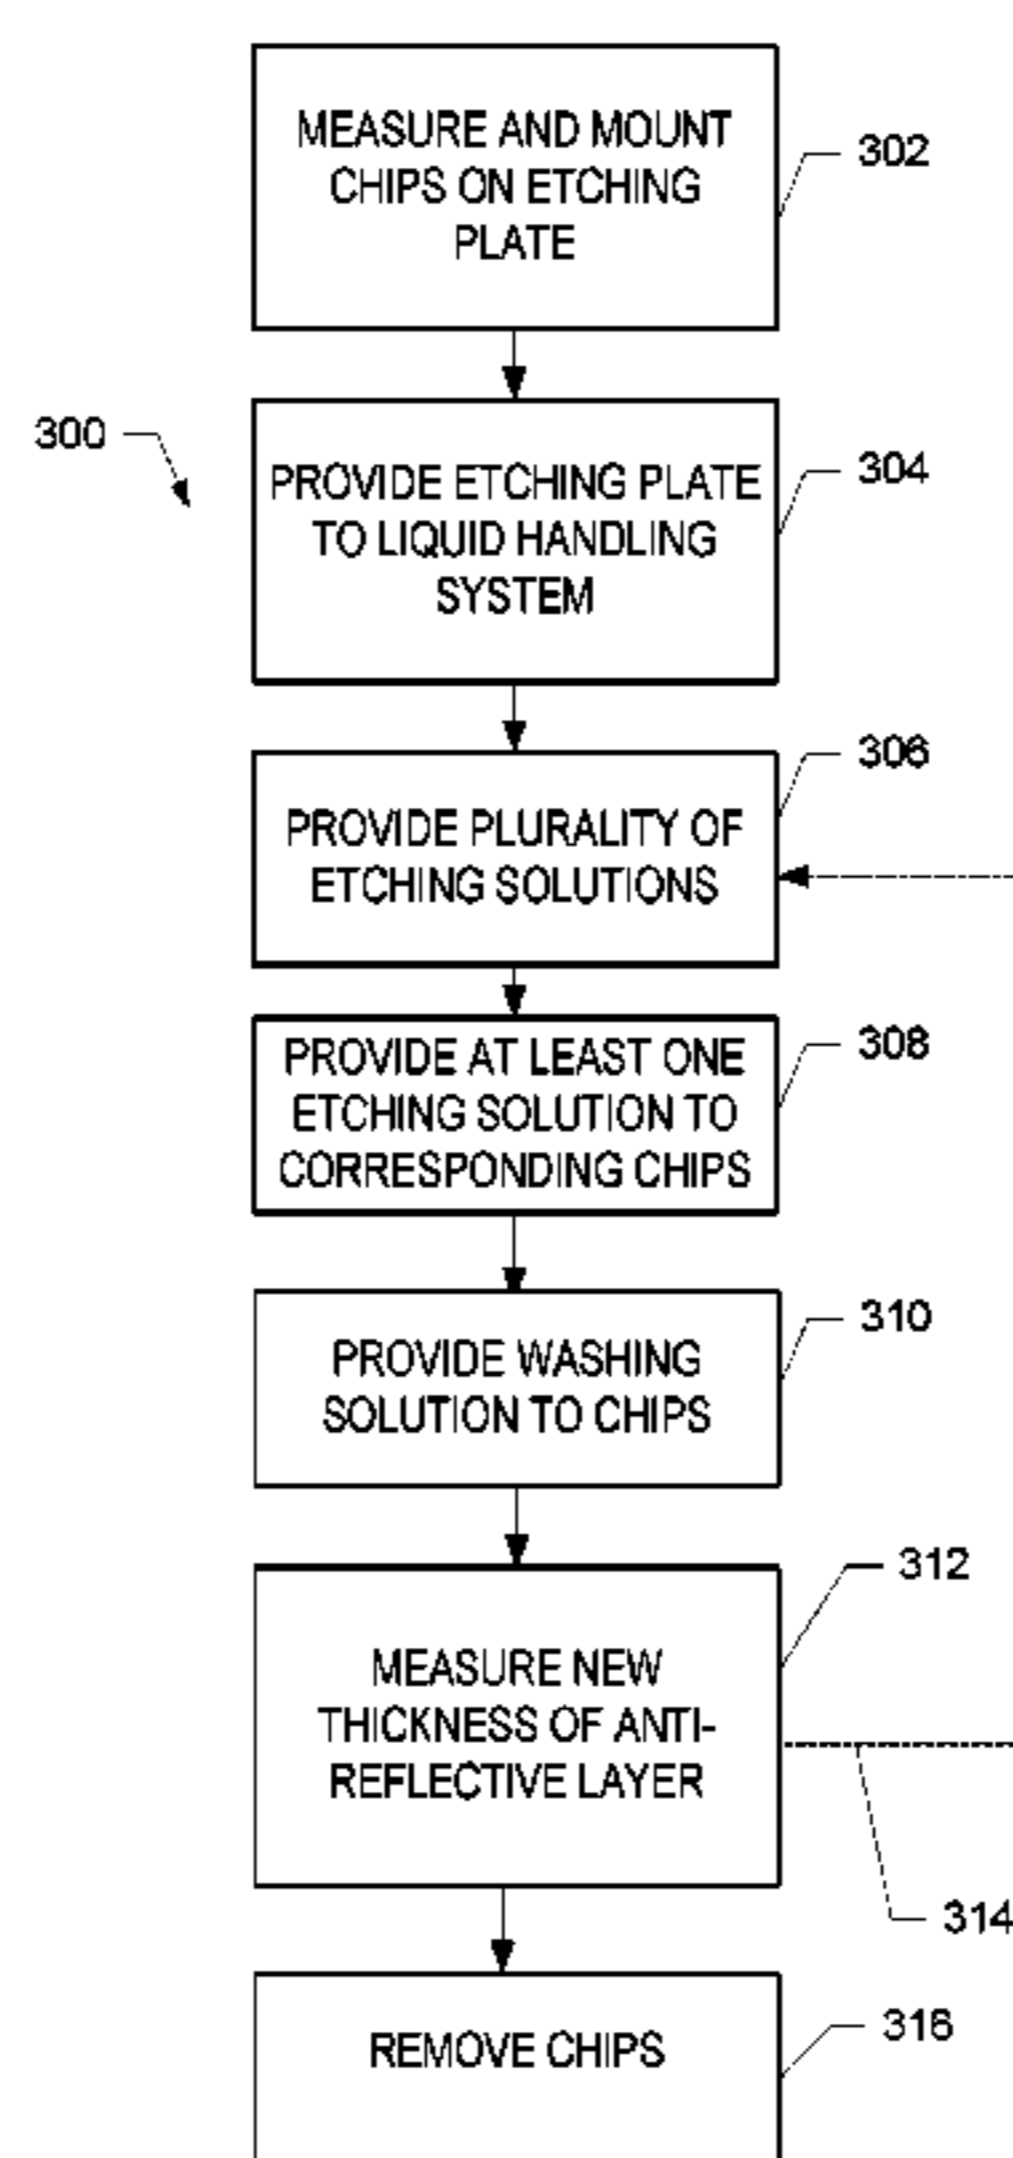 MEASURE AND MOUNT
CHIPS ON ETCHING
PLATE
302
300
PROVIDE ETCHING PLATE
TO LIQUID HANDLING
SYSTEM
304
PROVIDE PLURALITY OF
ETCHING SOLUTIONS
306
PROVIDE AT LEAST ONE
ETCHING SOLUTION TO
CORRESPONDING CHIPS
308
PROVIDE WASHING
SOLUTION TO CHIPS
310
MEASURE NEW
THICKNESS OF ANTI-
REFLECTIVE LAYER
312
314
REMOVE CHIPS
316